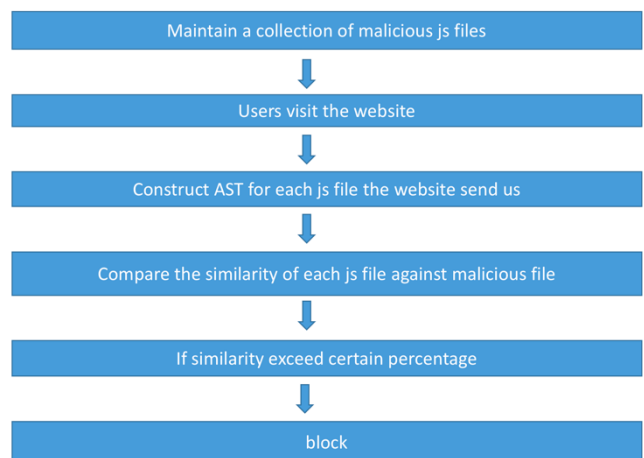 Maintain a collection of malicious js files
Users visit the website
Construct AST for each js file the website send us
Compare the similarity of each js file against malicious file
If similarity exceed certain percentage
block